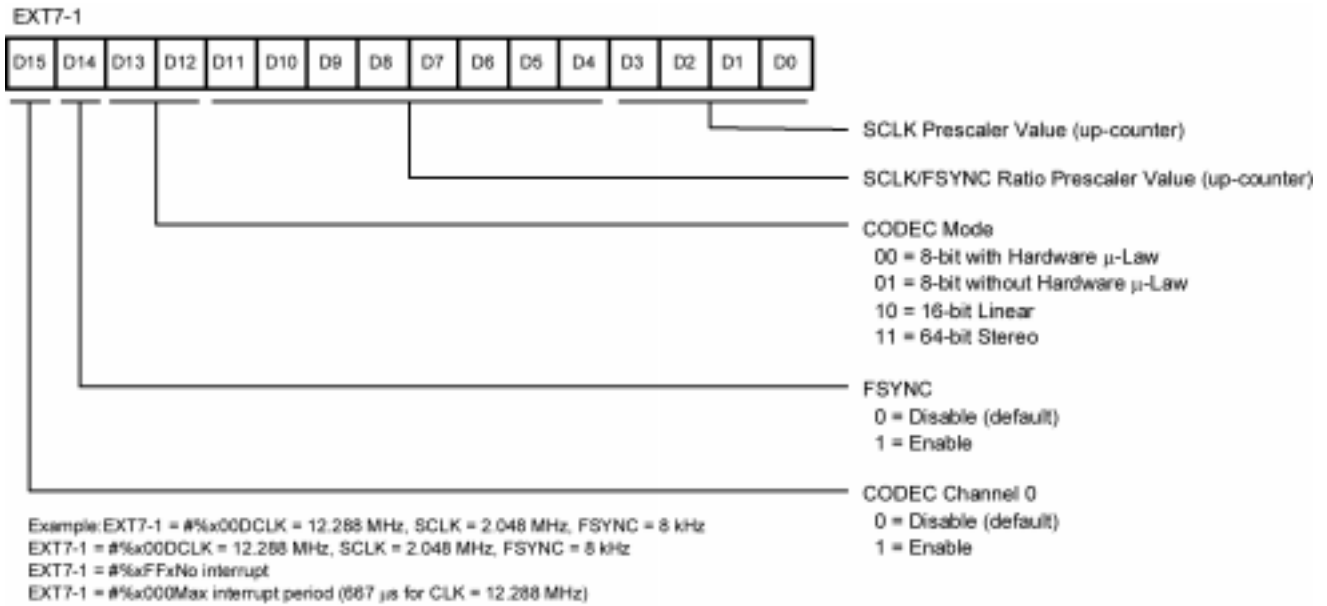 EXT7-1
D15 D14 D13 D12 D11 D10 D9 D8 D7 D6 D5 D4 D3 D2 D1 D0
SCLK Prescaler Value (up-counter)
SCLK/FSYNC Ratio Prescaler Value (up-counter)
CODEC Mode
00 = 8-bit with Hardware μ-Law
01 = 8-bit without Hardware μ-Law
10 = 16-bit Linear
11 = 64-bit Stereo
FSYNC
0 = Disable (default)
1 = Enable
CODEC Channel 0
0 = Disable (default)
1 = Enable
Example:EXT7-1 = #%x00DCLK = 12.288 MHz, SCLK = 2.048 MHz, FSYNC = 8 kHz
EXT7-1 = #%x00DCLK = 12.288 MHz, SCLK = 2.048 MHz, FSYNC = 8 kHz
EXT7-1 = #%xFFxNo interrupt
EXT7-1 = #%x000Max interrupt period (667 μs for CLK = 12.288 MHz)